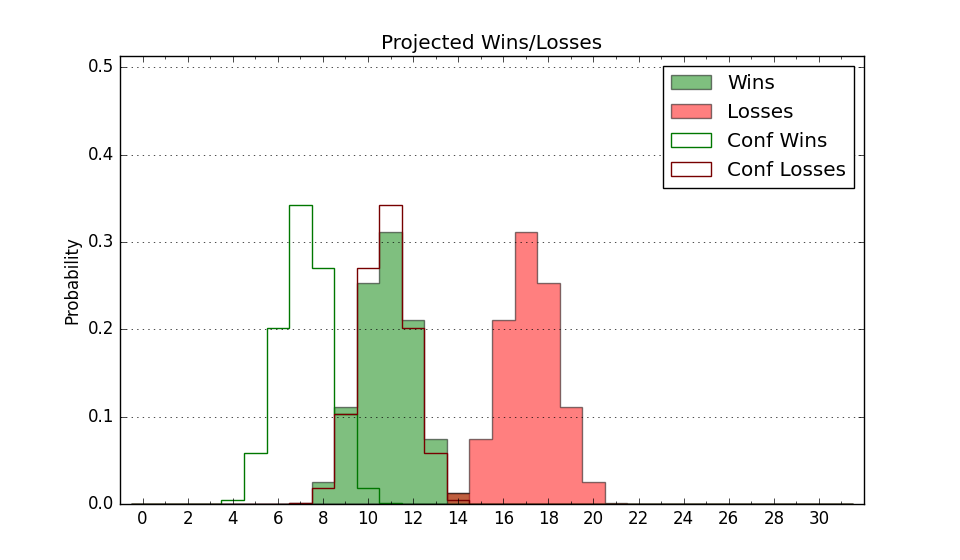 Projected Wins/Losses
0.5
0.4
0.3
0.2
0.1
0.0
Probability
Wins
Losses
Conf Wins
Conf Losses
0 2 4 6 8 10 12 14 16 18 20 22 24 26 28 30